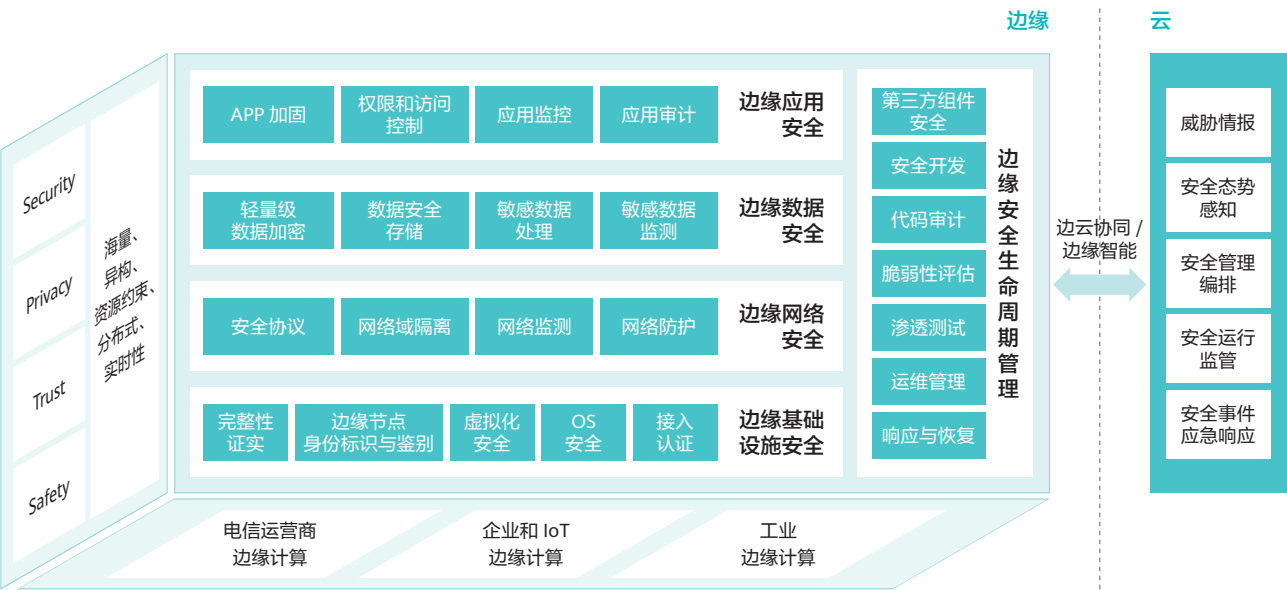 边缘
云
Security
Privacy
Trust
Safety
海量、
异构、
资源约束、
分布式、
实时性
APP 加固
权限和访问
控制
应用监控
应用审计
边缘应用
安全
轻量级
数据加密
数据安全
存储
敏感数据
处理
敏感数据
监测
边缘数据
安全
安全协议
网络域隔离
网络监测
网络防护
边缘网络
安全
完整性
证实
边缘节点
身份标识与鉴别
虚拟化
安全
OS
安全
接入
认证
边缘基础
设施安全
第三方组件
安全
安全开发
代码审计
脆弱性评估
渗透测试
运维管理
响应与恢复
边缘安全生命周期管理
边云协同 /
边缘智能
威胁情报
安全态势
感知
安全管理
编排
安全运行
监管
安全事件
应急响应
电信运营商
边缘计算
企业和 IoT
边缘计算
工业
边缘计算